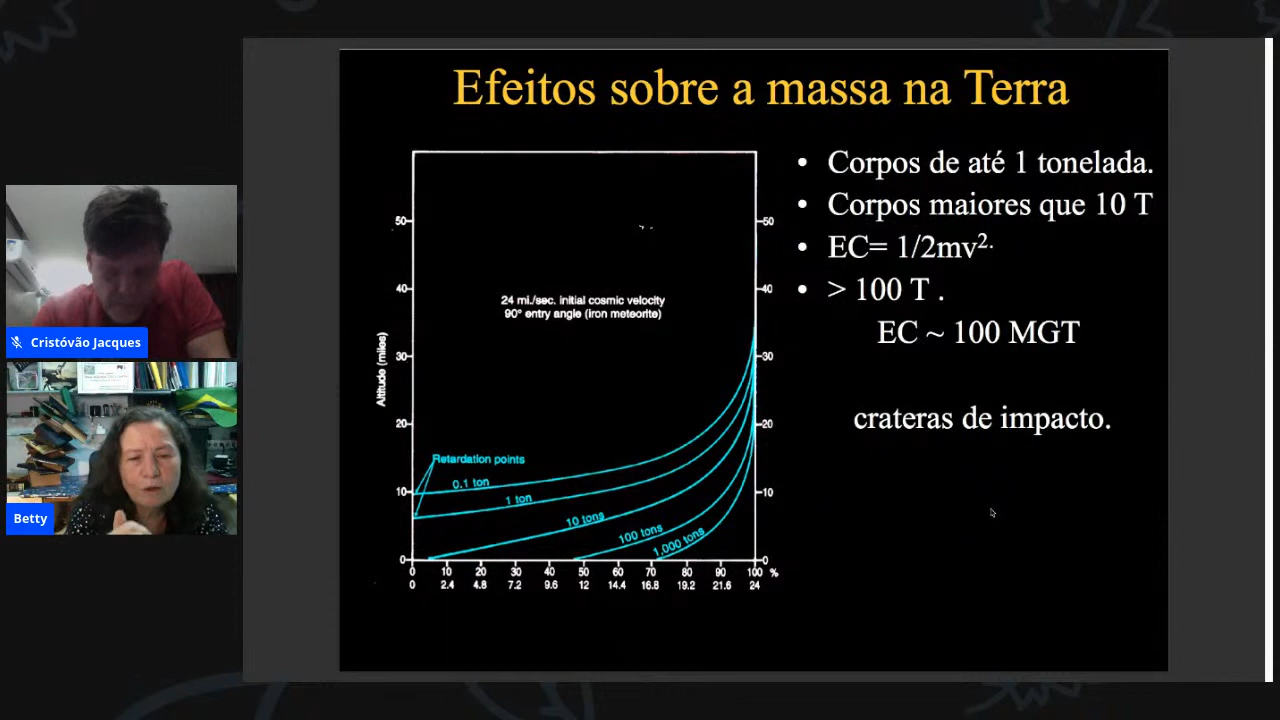 Efeitos sobre a massa na Terra
• Corpos de até 1 tonelada.
• Corpos maiores que 10 T
• EC= 1/2mv².
• > 100 T .
EC ~ 100 MGT
crateras de impacto.
50
50
24 mi./sec. initial cosmic velocity
90° entry angle (iron meteorite)
40
40
Altitude (miles)
30
30
20
20
Retardation points
0.1 ton
10
10
1 ton
10 tons
100 tons
1,000 tons
0
0
0 10 20 30 40 50 60 70 80 90 100 %
0 2.4 4.8 7.2 9.6 12 14.4 16.8 19.2 21.6 24
Cristóvão Jacques
Betty